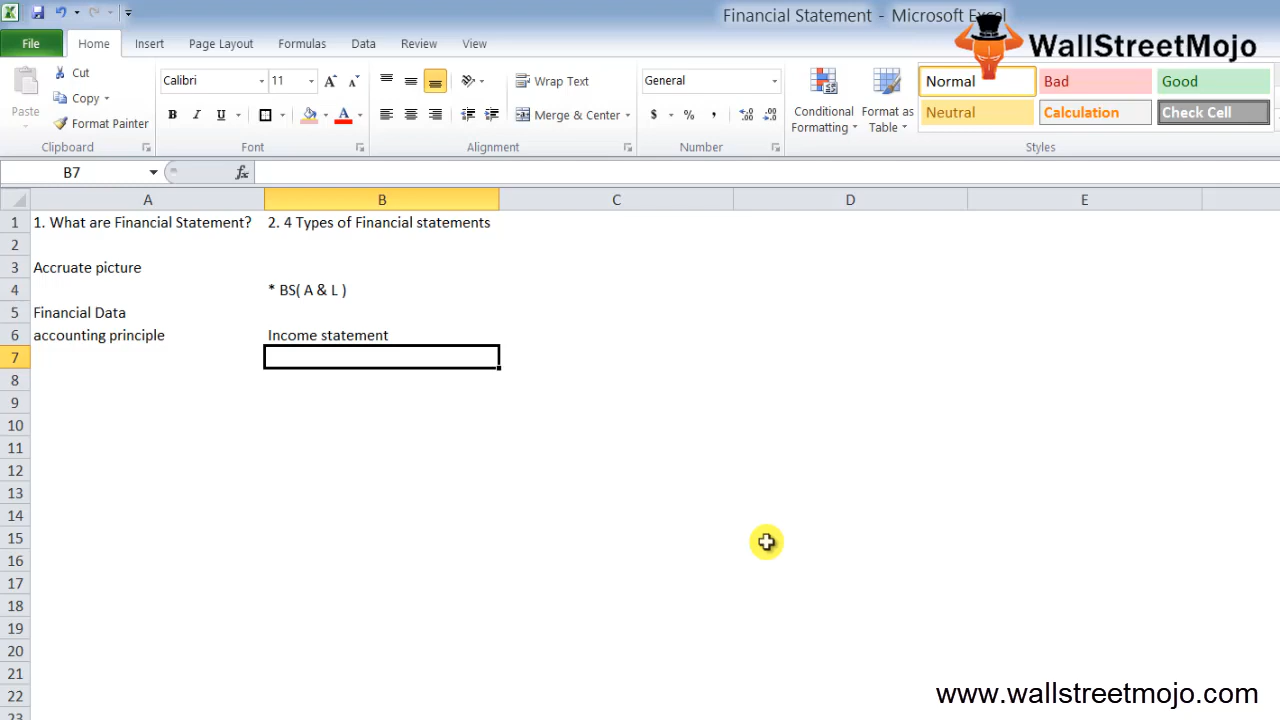 Financial Statement - Microsoft Excel
WallStreetMojo
File Home Insert Page Layout Formulas Data Review View
Paste
Cut
Copy
Format Painter
Clipboard
Calibri 11
B I U A
Font
Wrap Text
Merge & Center
Alignment
General
$ % ,
Number
Conditional Formatting
Format as Table
Normal Bad Good
Neutral Calculation Check Cell
Styles
B7 fx
A B C D E
1 1. What are Financial Statement? 2. 4 Types of Financial statements
2
3 Accruate picture
4 * BS( A & L )
5 Financial Data
6 accounting principle Income statement
7
8
9
10
11
12
13
14
15
16
17
18
19
20
21
22
23
www.wallstreetmojo.com